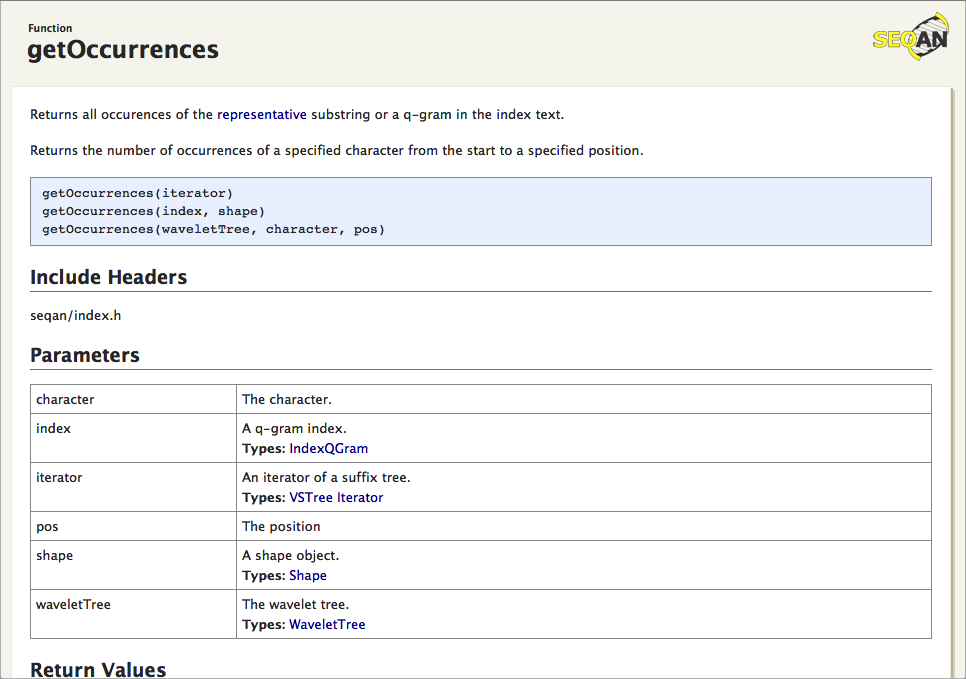 Function
getOccurrences
SEQAN
Returns all occurences of the representative substring or a q-gram in the index text.
Returns the number of occurrences of a specified character from the start to a specified position.
getOccurrences(iterator)
getOccurrences(index, shape)
getOccurrences(waveletTree, character, pos)
Include Headers
seqan/index.h
Parameters
character The character.
index A q-gram index.
Types: IndexQGram
iterator An iterator of a suffix tree.
Types: VSTree Iterator
pos The position
shape A shape object.
Types: Shape
waveletTree The wavelet tree.
Types: WaveletTree
Return Values